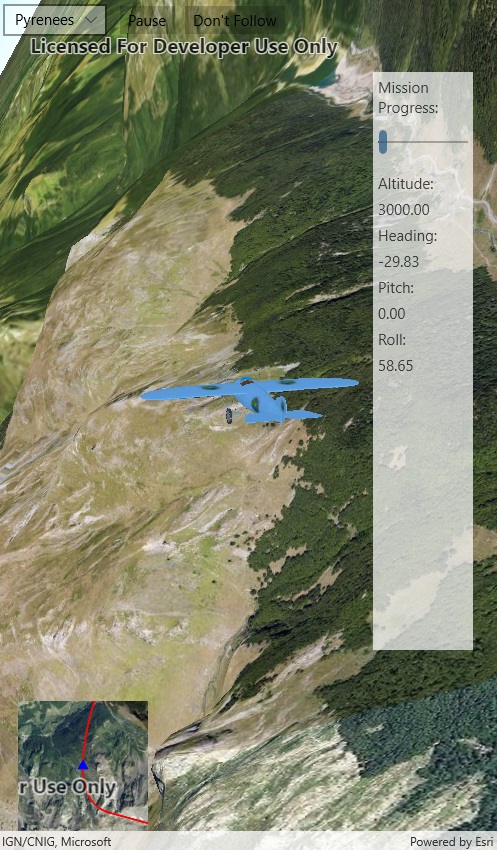 Pyrenees Pause Don't Follow
Licensed For Developer Use Only
Mission
Progress:
Altitude:
3000.00
Heading:
-29.83
Pitch:
0.00
Roll:
58.65
r Use Only
IGN/CNIG, Microsoft Powered by Esri